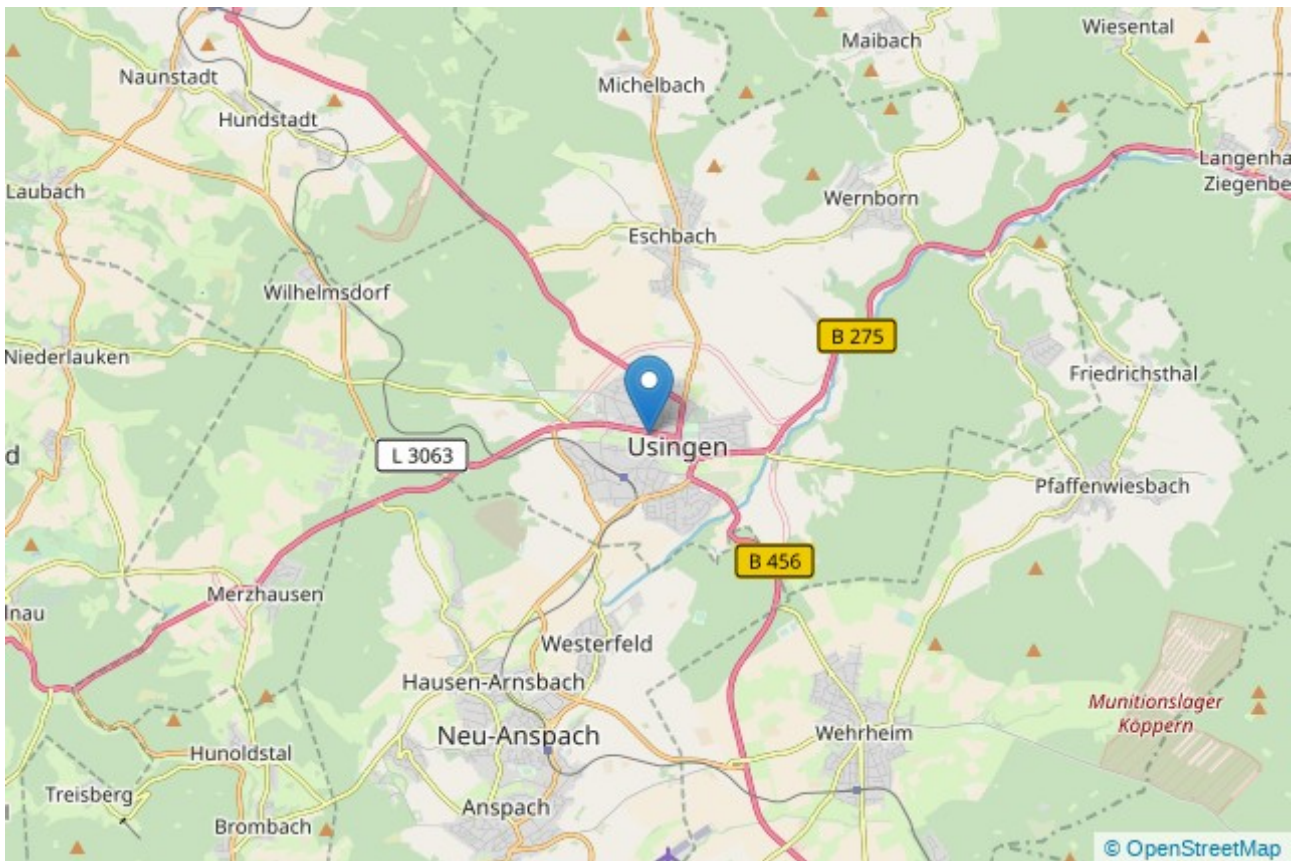 Wiesental
Maibach
Naunstadt
Michelbach
Hundstadt
Langenha
Ziegenbe
Laubach
Wernborn
Eschbach
Wilhelmsdorf
B 275
Niederlauken
Friedrichsthal
Usingen
L 3063
d
Pfaffenwiesbach
B 456
Merzhausen
lnau
Westerfeld
Hausen-Arnsbach
Munitionslager
Köppern
Neu-Anspach
Wehrheim
Hunoldstal
Treisberg
Anspach
Brombach
© OpenStreetMap